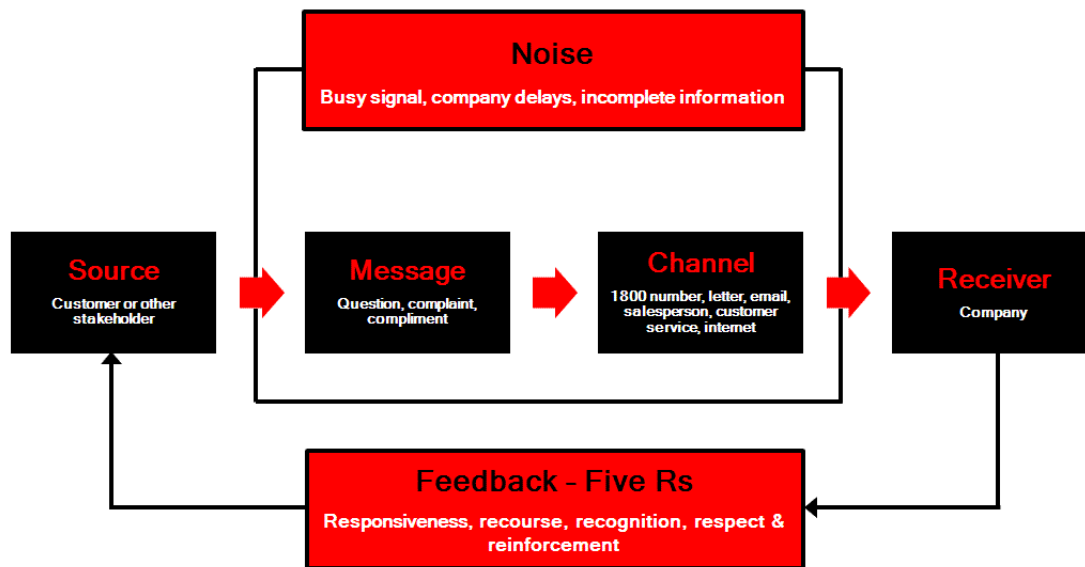 Noise
Busy signal, company delays, incomplete information
Source
Customer or other
stakeholder
Message
Question, complaint,
compliment
Channel
1800 number, letter, email,
salesperson, customer
service, internet
Receiver
Company
Feedback - Five Rs
Responsiveness, recourse, recognition, respect &
reinforcement